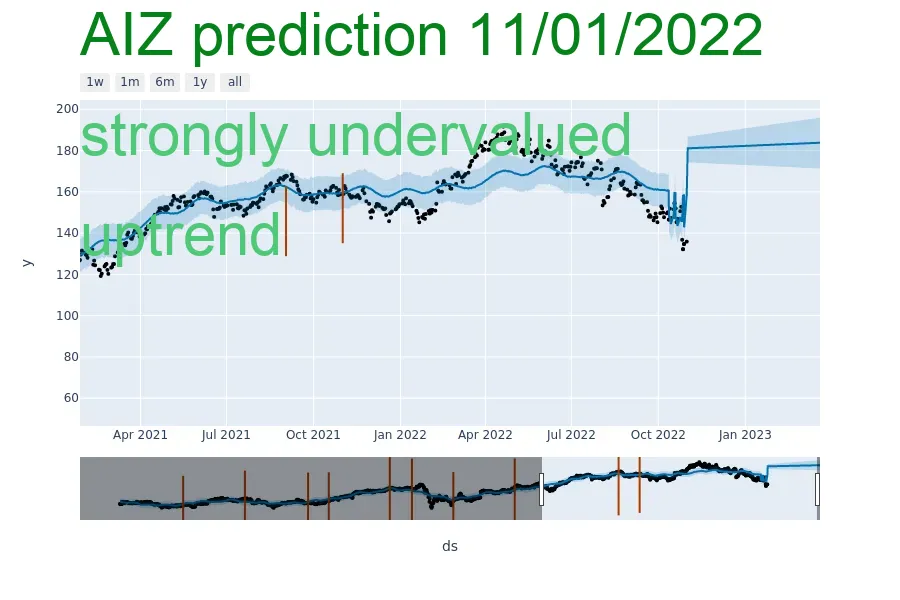 AIZ prediction 11/01/2022
1w 1m 6m 1y all
strongly undervalued
uptrend
200
180
160
140
120
100
80
60
y
Apr 2021 Jul 2021 Oct 2021 Jan 2022 Apr 2022 Jul 2022 Oct 2022 Jan 2023
ds